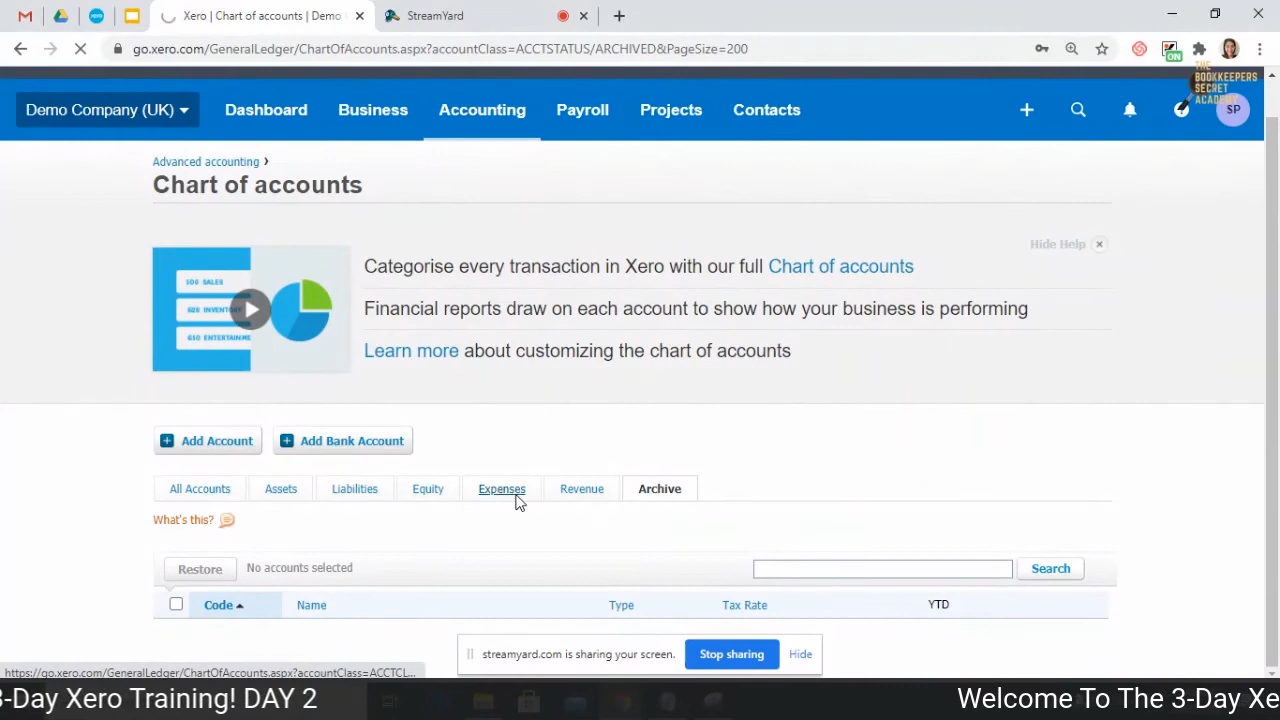 Xero | Chart of accounts | Demo
StreamYard
go.xero.com/GeneralLedger/ChartOfAccounts.aspx?accountClass=ACCTSTATUS/ARCHIVED&PageSize=200
ON
THE
BOOKKEEPERS
SECRET
ACADEMY
Demo Company (UK)
Dashboard
Business
Accounting
Payroll
Projects
Contacts
SP
Advanced accounting ›
Chart of accounts
Hide Help
500 SALES
Categorise every transaction in Xero with our full Chart of accounts
Financial reports draw on each account to show how your business is performing
Learn more about customizing the chart of accounts
Add Account
Add Bank Account
All Accounts
Assets
Liabilities
Equity
Expenses
Revenue
Archive
What's this?
Restore
No accounts selected
Search
Code
Name
Type
Tax Rate
YTD
streamyard.com is sharing your screen.
Stop sharing
Hide
https://go.xero.com/GeneralLedger/ChartOfAccounts.aspx?accountClass=ACCTCL...
3-Day Xero Training! DAY 2
Welcome To The 3-Day Xe